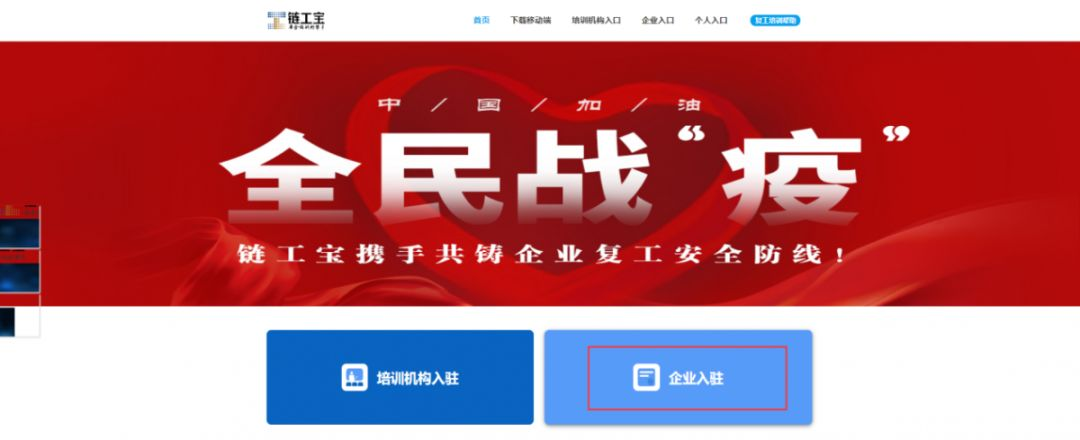 链工宝
首页 下载移动端 培训机构入口 企业入口 个人入口 复工培训帮助
中／国／加／油
全民战“疫”
链工宝携手共铸企业复工安全防线！
培训机构入驻 企业入驻